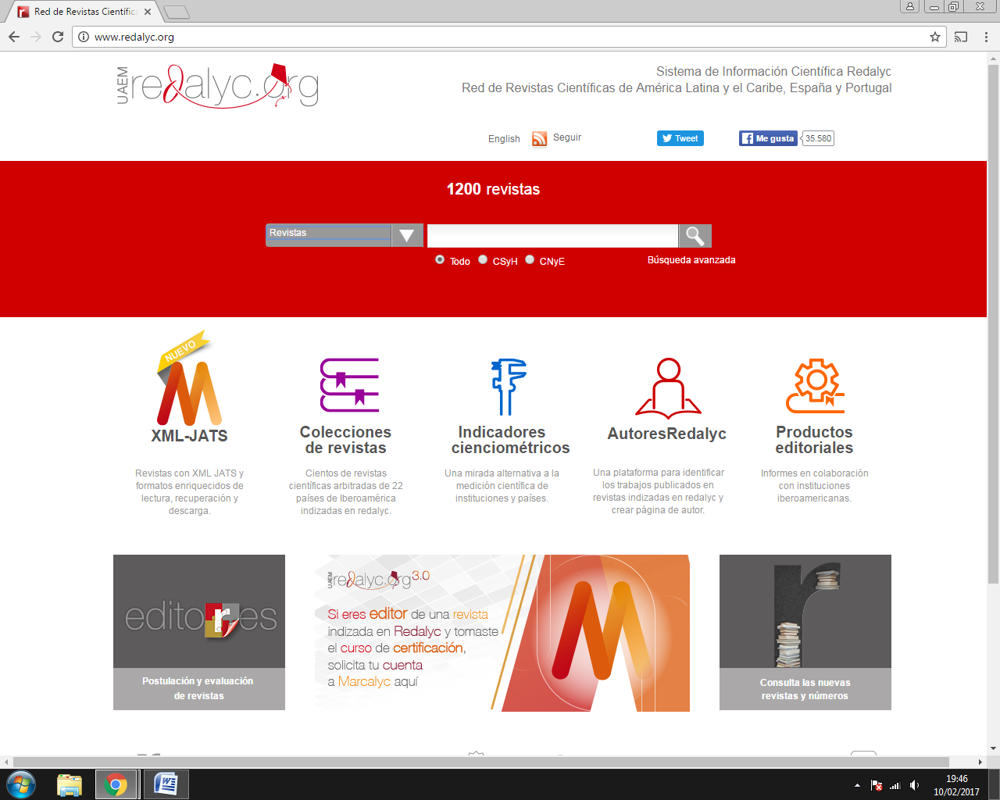 Red de Revistas Científic
www.redalyc.org
UAEM redalyc.org
Sistema de Información Científica Redalyc
Red de Revistas Científicas de América Latina y el Caribe, España y Portugal
English Seguir Tweet Me gusta 35.580
1200 revistas
Revistas
Todo CSyH CNyE Búsqueda avanzada
NUEVO
XML-JATS
Revistas con XML JATS y
formatos enriquecidos de
lectura, recuperación y
descarga.
Colecciones
de revistas
Cientos de revistas
científicas arbitradas de 22
países de Iberoamérica
indizadas en redalyc.
Indicadores
cienciométricos
Una mirada alternativa a la
medición científica de
instituciones y países.
AutoresRedalyc
Una plataforma para identificar
los trabajos publicados en
revistas indizadas en redalyc y
crear página de autor.
Productos
editoriales
Informes en colaboración
con instituciones
iberoamericanas.
editores
Postulación y evaluación
de revistas
UAEM redalyc.org 3.0
Si eres editor de una revista
indizada en Redalyc y tomaste
el curso de certificación,
solicita tu cuenta
a Marcalyc aquí
r
Consulta las nuevas
revistas y números
19:46
10/02/2017